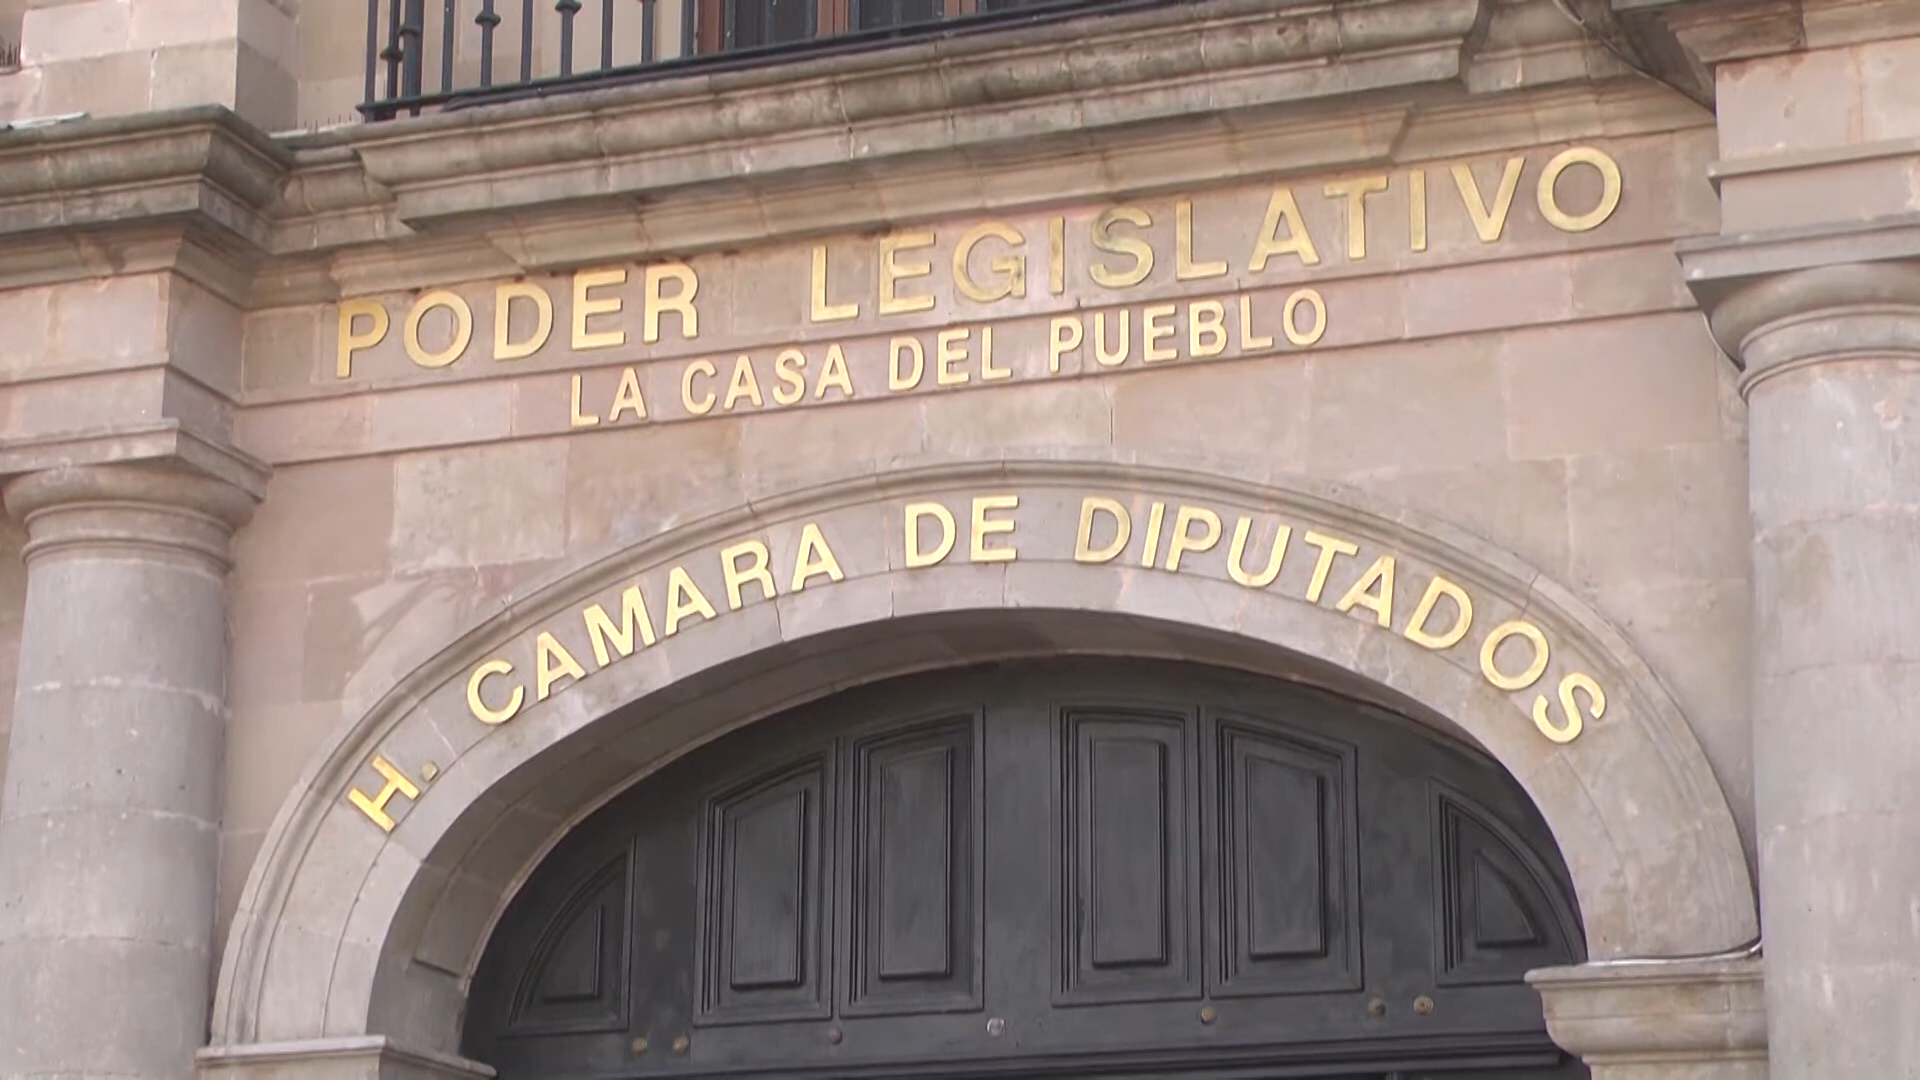 PODER LEGISLATIVO
LA CASA DEL PUEBLO
H. CAMARA DE DIPUTADOS